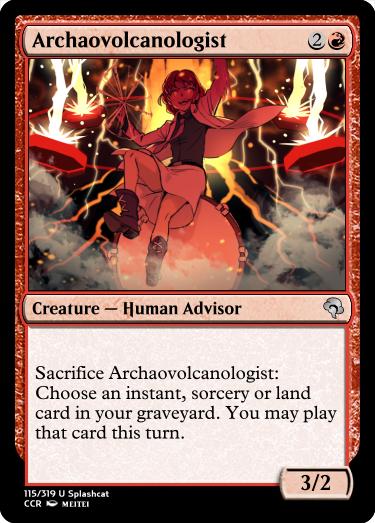 Archaovolcanologist 2
Creature — Human Advisor
Sacrifice Archaovolcanologist:
Choose an instant, sorcery or land
card in your graveyard. You may play
that card this turn.
3/2
115/319 U Splashcat
CCR MEITEI